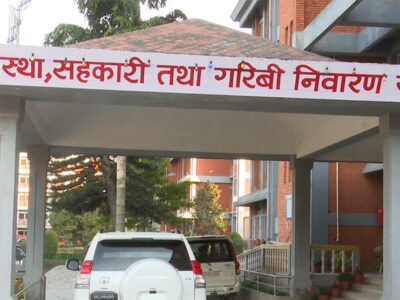 स्था, सहकारी तथा गरिबी निवारण